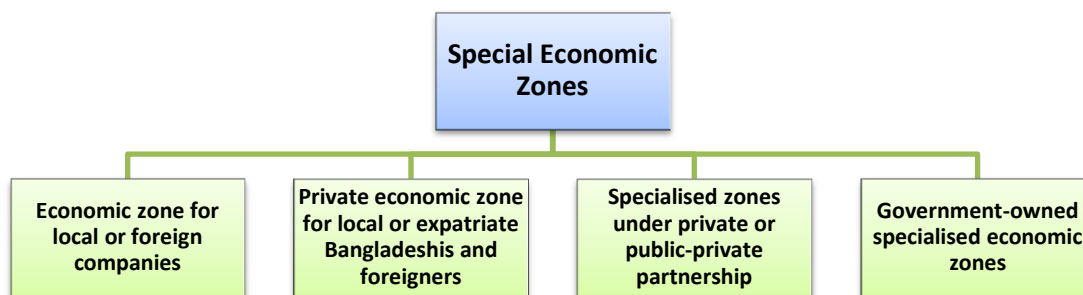 Special Economic
Zones
Economic zone for
local or foreign
companies
Private economic zone
for local or expatriate
Bangladeshis and
foreigners
Specialised zones
under private or
public-private
partnership
Government-owned
specialised economic
zones